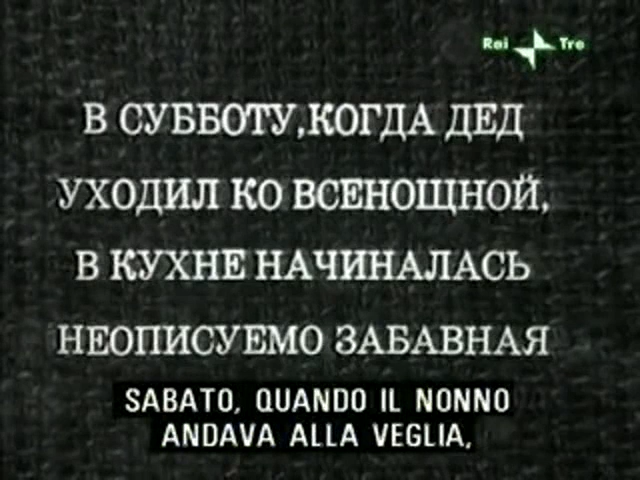 Rai Tre
В СУББОТУ,КОГДА ДЕД
УХОДИЛ КО ВСЕНОЩНОЙ,
В КУХНЕ НАЧИНАЛАСЬ
НЕОПИСУЕМО ЗАБАВНАЯ
SABATO, QUANDO IL NONNO
ANDAVA ALLA VEGLIA,